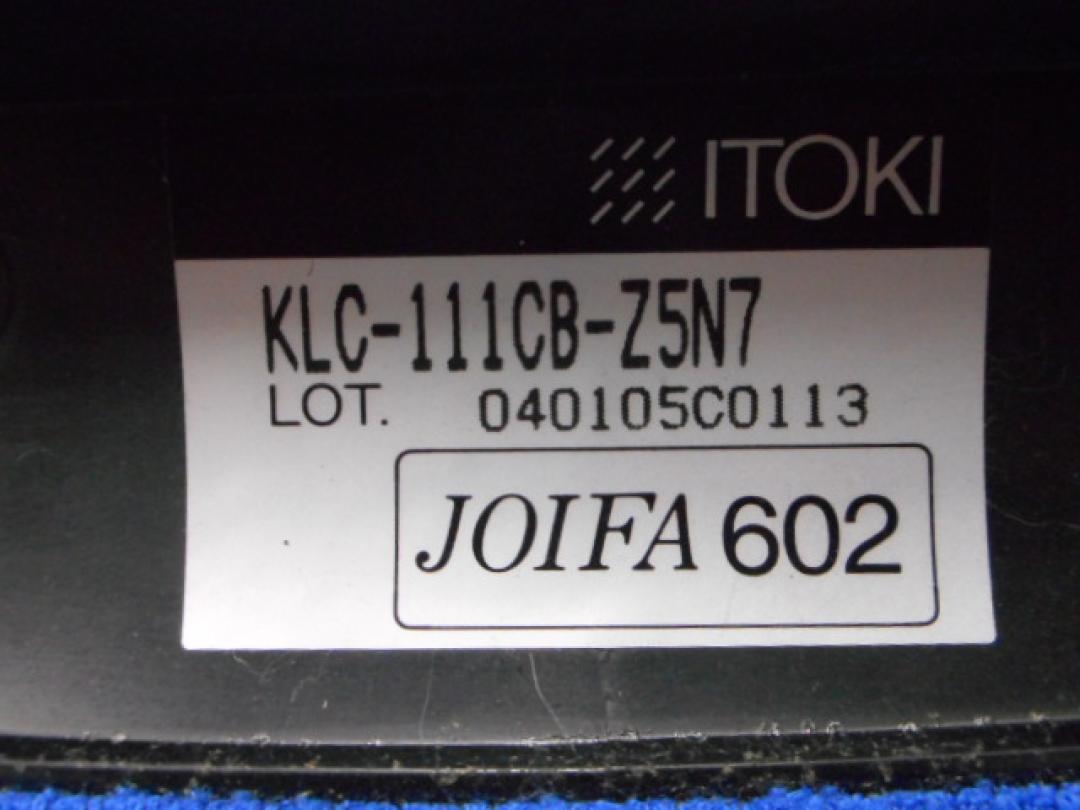 ITOKI
KLC-111CB-Z5N7
LOT. 040105C0113
JOIFA 602